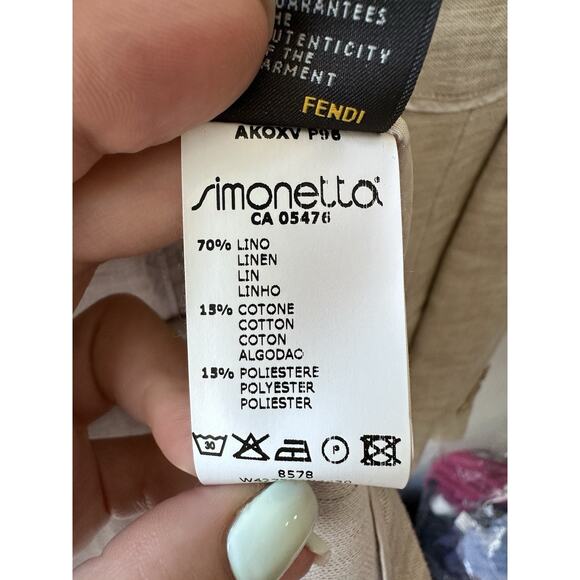 GUARANTEES
THE
AUTENTICITY
OF THE
GARMENT
FENDI
AKOXV P98
simonetta
CA 05476
70% LINO
LINEN
LIN
LINHO
15% COTONE
COTTON
COTON
ALGODAO
15% POLIESTERE
POLYESTER
POLIESTER
30 P
8578